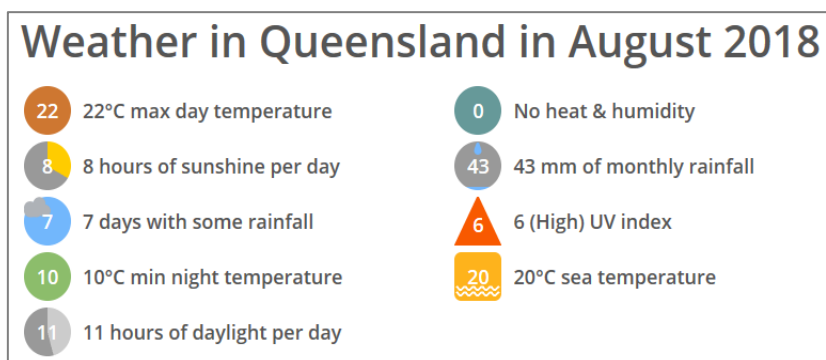 Weather in Queensland in August 2018
22 22°C max day temperature
8 8 hours of sunshine per day
7 7 days with some rainfall
10 10°C min night temperature
11 11 hours of daylight per day
0 No heat & humidity
43 43 mm of monthly rainfall
6 6 (High) UV index
20 20°C sea temperature